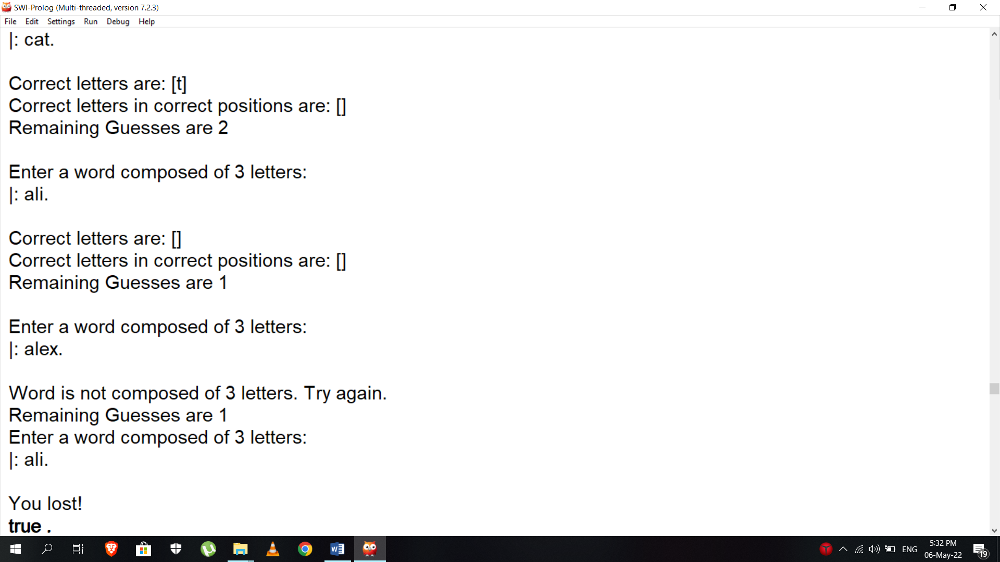 SWI-Prolog (Multi-threaded, version 7.2.3)
File Edit Settings Run Debug Help
|: cat.
Correct letters are: [t]
Correct letters in correct positions are: []
Remaining Guesses are 2
Enter a word composed of 3 letters:
|: ali.
Correct letters are: []
Correct letters in correct positions are: []
Remaining Guesses are 1
Enter a word composed of 3 letters:
|: alex.
Word is not composed of 3 letters. Try again.
Remaining Guesses are 1
Enter a word composed of 3 letters:
|: ali.
You lost!
true .
ENG
5:32 PM
06-May-22
19